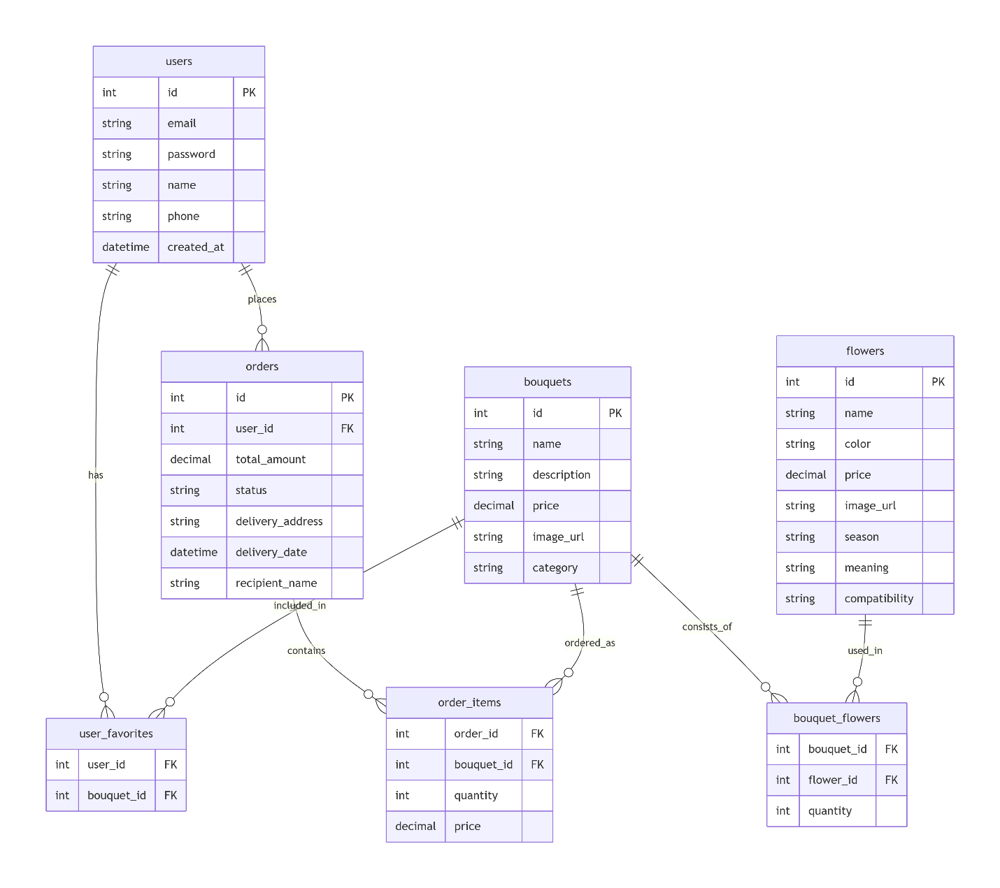 users
int id PK
string email
string password
string name
string phone
datetime created_at
places
has
orders
int id PK
int user_id FK
decimal total_amount
string status
string delivery_address
datetime delivery_date
string recipient_name
bouquets
int id PK
string name
string description
decimal price
string image_url
string category
flowers
int id PK
string name
string color
decimal price
string image_url
string season
string meaning
string compatibility
included_in
contains
ordered_as
consists_of
used_in
user_favorites
int user_id FK
int bouquet_id FK
order_items
int order_id FK
int bouquet_id FK
int quantity
decimal price
bouquet_flowers
int bouquet_id FK
int flower_id FK
int quantity